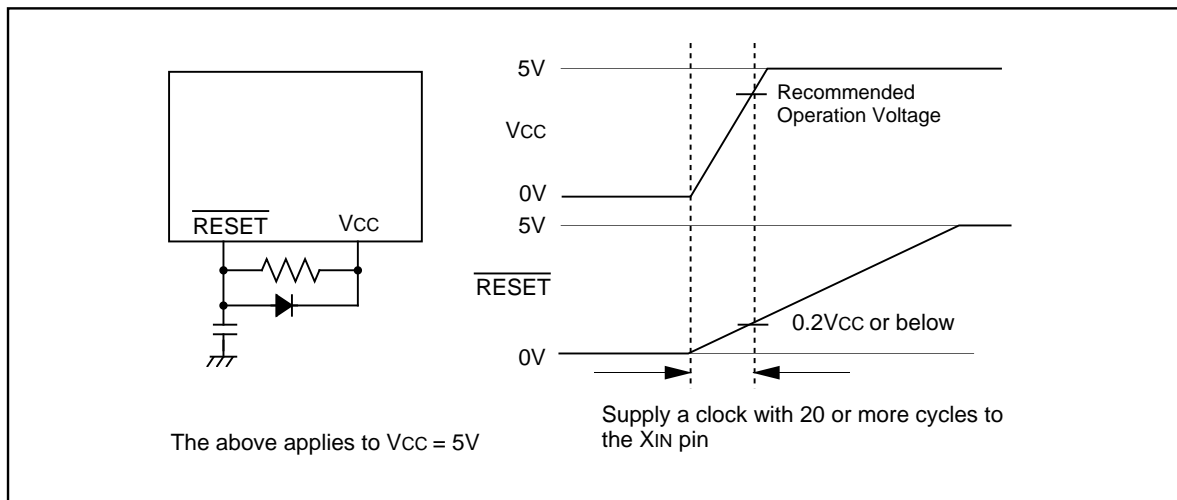 RESET
VCC
The above applies to VCC = 5V
5V
Recommended
Operation Voltage
VCC
0V
5V
RESET
0.2VCC or below
0V
Supply a clock with 20 or more cycles to
the XIN pin